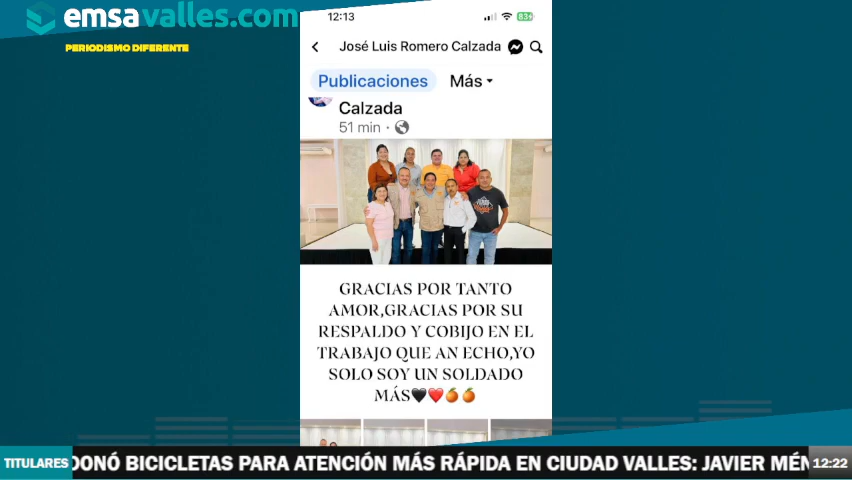 emsavalles.com
PERIODISMO DIFERENTE
12:13
83
José Luis Romero Calzada
Publicaciones
Más
Calzada
51 min ·
GRACIAS POR TANTO
AMOR,GRACIAS POR SU
RESPALDO Y COBIJO EN EL
TRABAJO QUE AN ECHO,YO
SOLO SOY UN SOLDADO
MÁS🖤❤️🍊🍊
TITULARES
DONÓ BICICLETAS PARA ATENCIÓN MÁS RÁPIDA EN CIUDAD VALLES: JAVIER MÉN
12:22